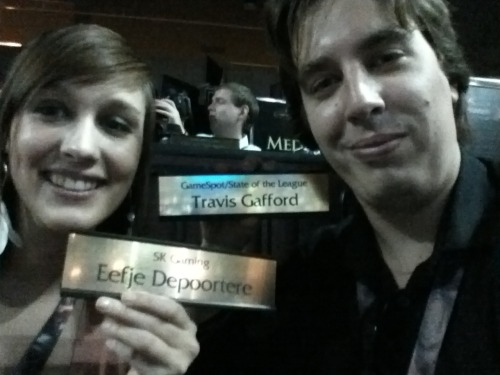 MED
GameSpot/State of the League
Travis Gafford
SK Gaming
Eefje Depoortere